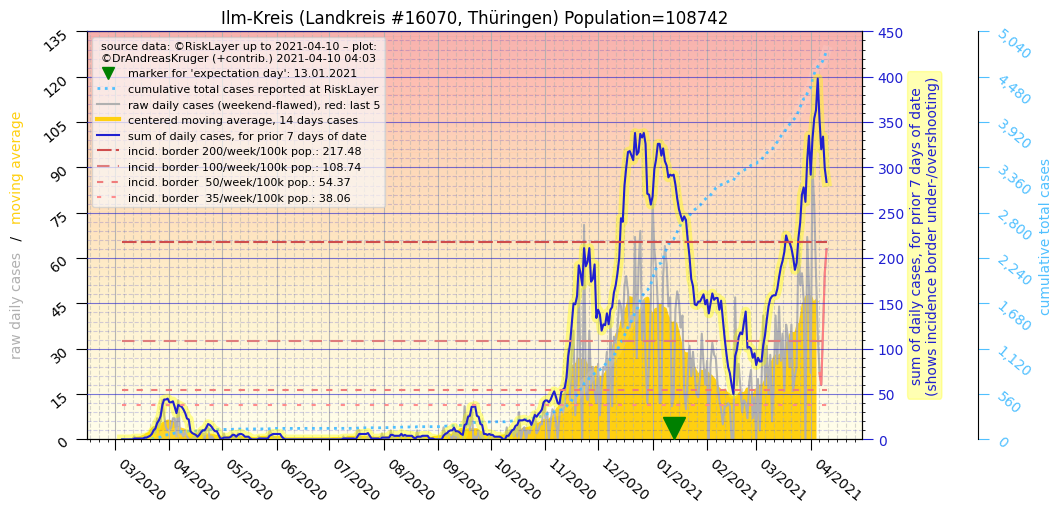 Ilm-Kreis (Landkreis #16070, Thüringen) Population=108742
source data: ©RiskLayer up to 2021-04-10 – plot:
©DrAndreasKruger (+contrib.) 2021-04-10 04:03
marker for 'expectation day': 13.01.2021
cumulative total cases reported at RiskLayer
raw daily cases (weekend-flawed), red: last 5
centered moving average, 14 days cases
sum of daily cases, for prior 7 days of date
incid. border 200/week/100k pop.: 217.48
incid. border 100/week/100k pop.: 108.74
incid. border  50/week/100k pop.: 54.37
incid. border  35/week/100k pop.: 38.06
raw daily cases / moving average
135
120
105
90
75
60
45
30
15
0
03/2020
04/2020
05/2020
06/2020
07/2020
08/2020
09/2020
10/2020
11/2020
12/2020
01/2021
02/2021
03/2021
04/2021
450
400
350
300
250
200
150
100
50
0
sum of daily cases, for prior 7 days of date
(shows incidence border under-/overshooting)
5,040
4,480
3,920
3,360
2,800
2,240
1,680
1,120
560
0
cumulative total cases